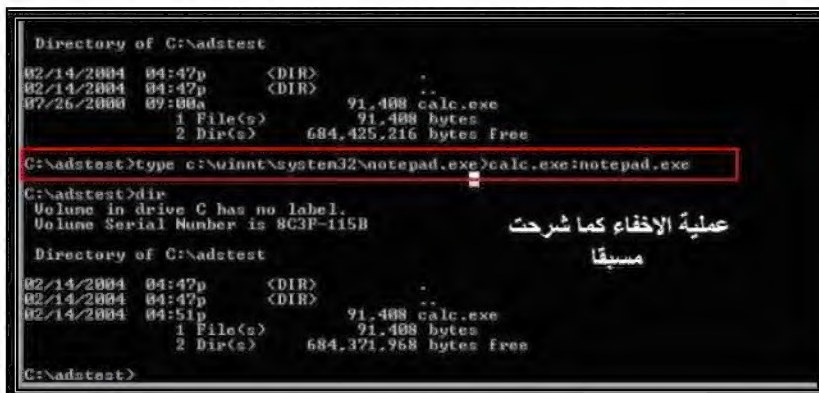 Directory of C:\adstest
02/14/2004 04:47p <DIR> .
02/14/2004 04:47p <DIR> ..
07/26/2000 09:00a 91,408 calc.exe
1 File(s) 91,408 bytes
2 Dir(s) 684,425,216 bytes free
C:\adstest>type c:\winnt\system32\notepad.exe>calc.exe:notepad.exe
C:\adstest>dir
Volume in drive C has no label.
Volume Serial Number is 8C3F-115B
عملية الاخفاء كما شرحت
مسبقا
Directory of C:\adstest
02/14/2004 04:47p <DIR> .
02/14/2004 04:47p <DIR> ..
02/14/2004 04:51p 91,408 calc.exe
1 File(s) 91,408 bytes
2 Dir(s) 684,371,968 bytes free
C:\adstest>